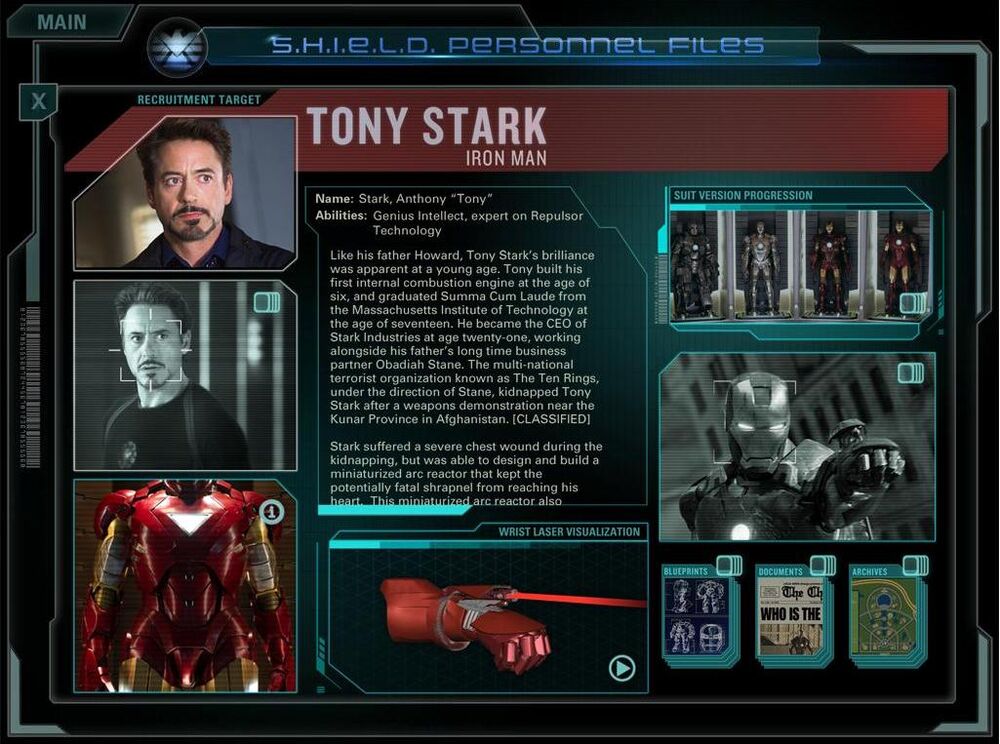 MAIN
S.H.I.E.L.D. PERSONNEL FILES
X
RECRUITMENT TARGET
TONY STARK
IRON MAN
Name: Stark, Anthony “Tony”
Abilities: Genius Intellect, expert on Repulsor
Technology
Like his father Howard, Tony Stark's brilliance
was apparent at a young age. Tony built his
first internal combustion engine at the age of
six, and graduated Summa Cum Laude from
the Massachusetts Institute of Technology at
the age of seventeen. He became the CEO of
Stark Industries at age twenty-one, working
alongside his father's long time business
partner Obadiah Stane. The multi-national
terrorist organization known as The Ten Rings,
under the direction of Stane, kidnapped Tony
Stark after a weapons demonstration near the
Kunar Province in Afghanistan. [CLASSIFIED]
Stark suffered a severe chest wound during the
kidnapping, but was able to design and build a
miniaturized arc reactor that kept the
potentially fatal shrapnel from reaching his
heart. This miniaturized arc reactor also
SUIT VERSION PROGRESSION
WRIST LASER VISUALIZATION
BLUEPRINTS
DOCUMENTS
The Ch
WHO IS THE
ARCHIVES